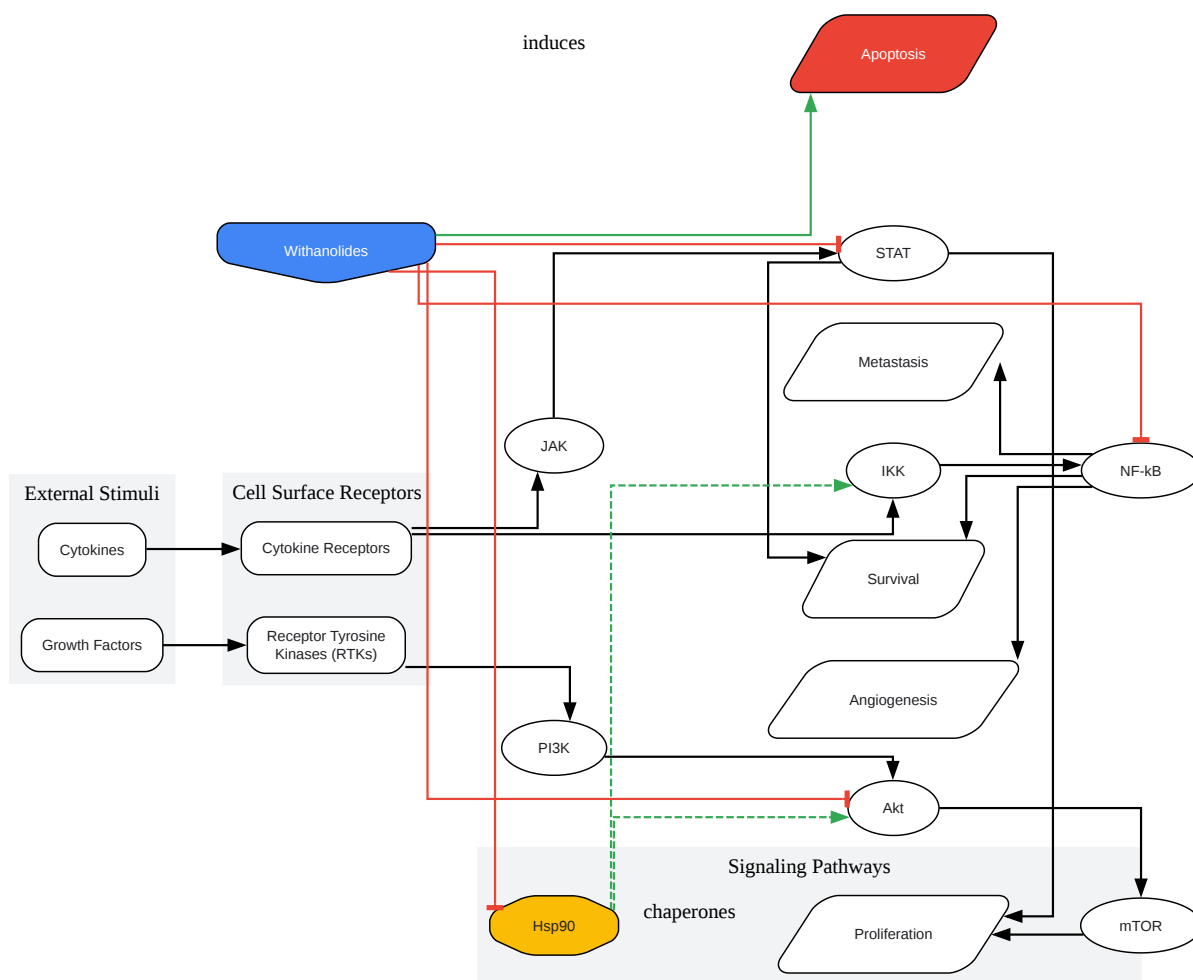 induces
Apoptosis
Withanolides
STAT
Metastasis
JAK
IKK
NF-kB
External Stimuli
Cell Surface Receptors
Cytokines
Cytokine Receptors
Survival
Growth Factors
Receptor Tyrosine
Kinases (RTKs)
Angiogenesis
PI3K
Akt
Signaling Pathways
chaperones
Hsp90
Proliferation
mTOR